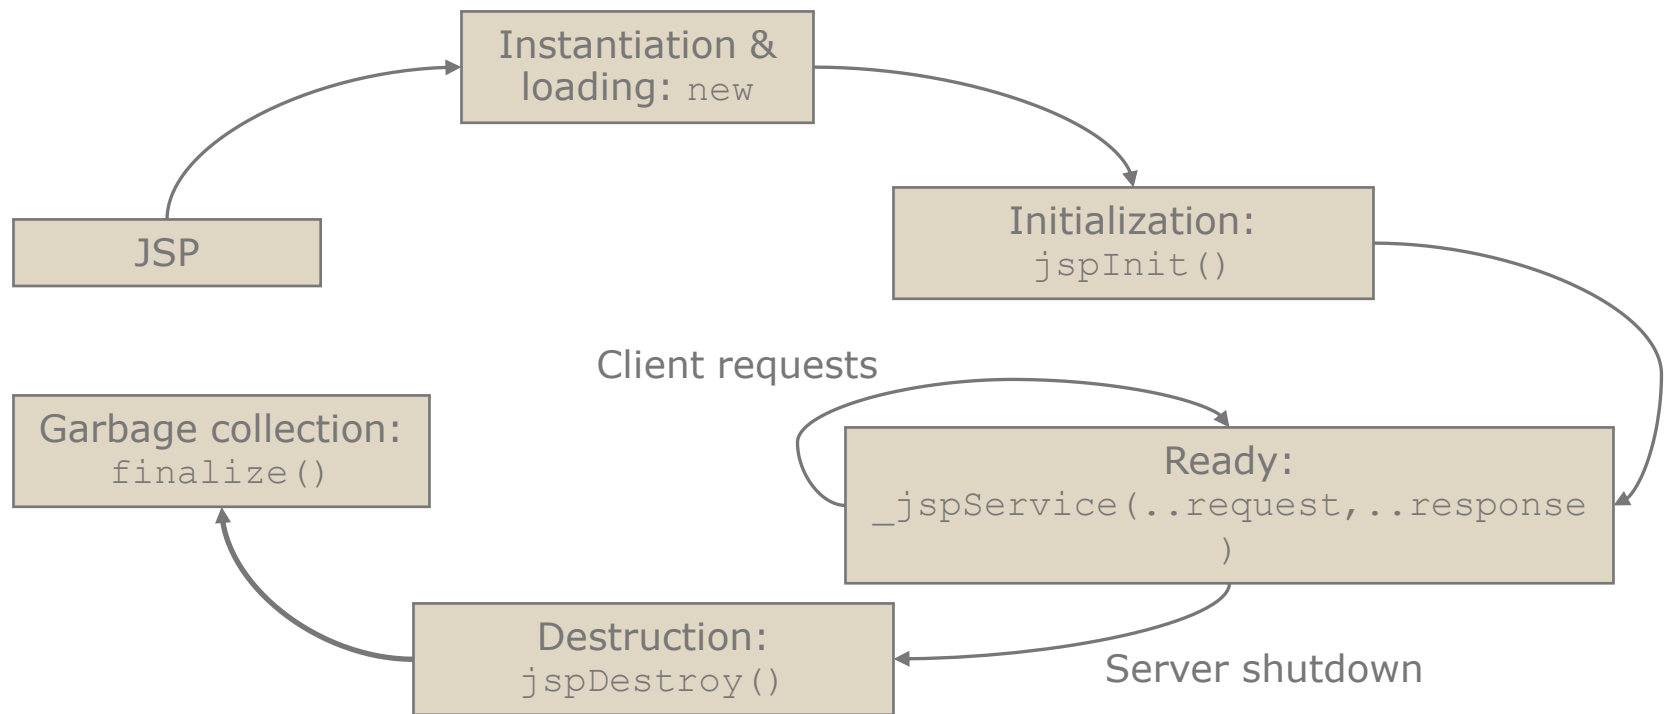 Instantiation &
loading: new
JSP
Initialization:
jspInit()
Client requests
Garbage collection:
finalize()
Ready:
_jspService(..request,..response
)
Destruction:
jspDestroy()
Server shutdown